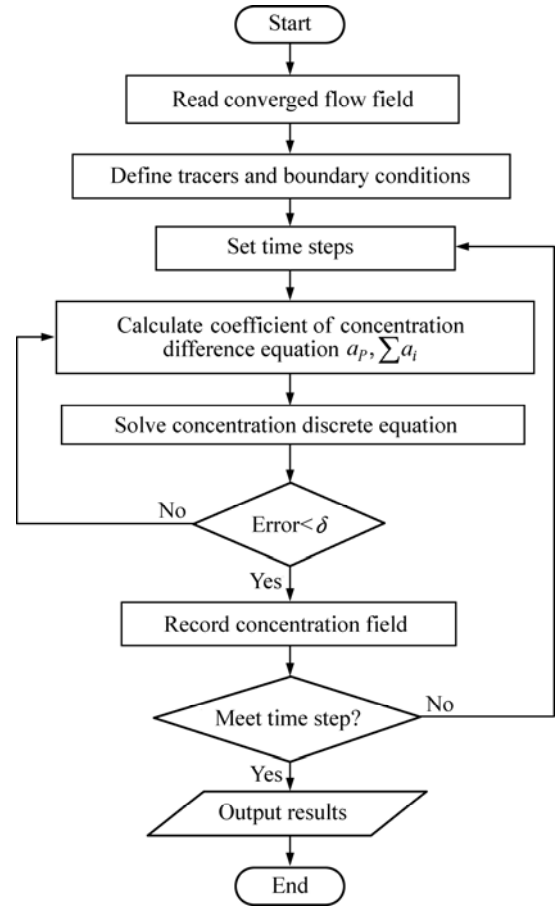 Start
Read converged flow field
Define tracers and boundary conditions
Set time steps
Calculate coefficient of concentration
difference equation a_P, ∑a_i
Solve concentration discrete equation
No
Error<δ
Yes
Record concentration field
No
Meet time step?
Yes
Output results
End